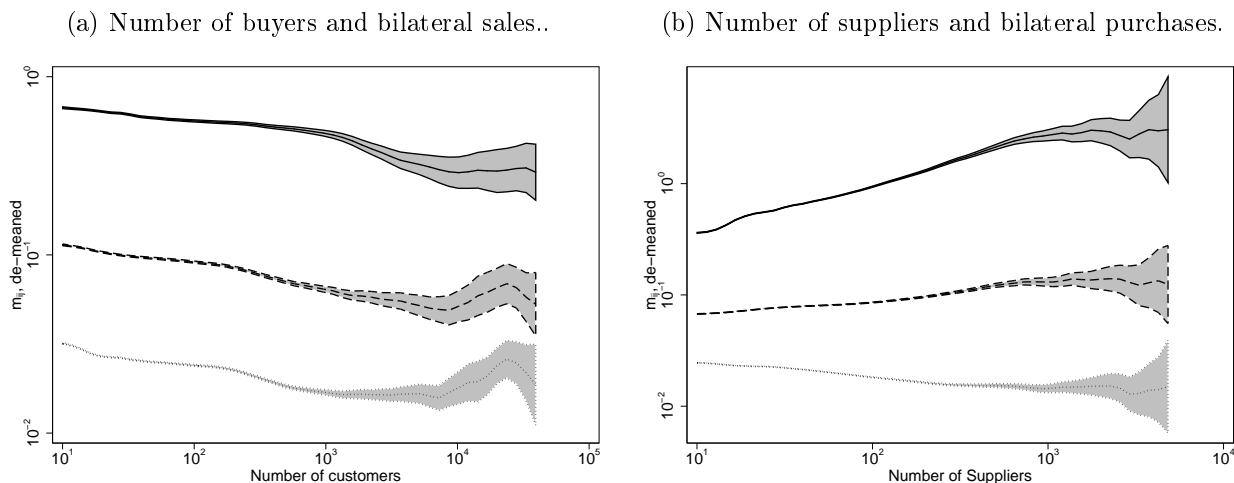 (a) Number of buyers and bilateral sales..
10⁰
10⁻¹
10⁻²
mᵢⱼ, de−meaned
10¹ 10² 10³ 10⁴ 10⁵
Number of customers
(b) Number of suppliers and bilateral purchases.
10⁰
10⁻¹
10⁻²
mᵢⱼ, de−meaned
10¹ 10² 10³ 10⁴
Number of Suppliers